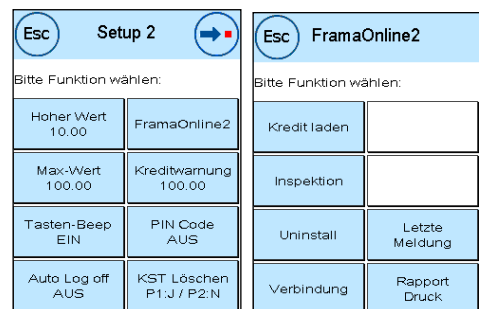 Esc
Setup 2
Bitte Funktion wählen:
Hoher Wert
10.00
FramaOnline2
Max-Wert
100.00
Kreditwarnung
100.00
Tasten-Beep
EIN
PIN Code
AUS
Auto Log off
AUS
KST Löschen
P1:J / P2:N
Esc
FramaOnline2
Bitte Funktion wählen:
Kredit laden
Inspektion
Uninstall
Letzte
Meldung
Verbindung
Rapport
Druck